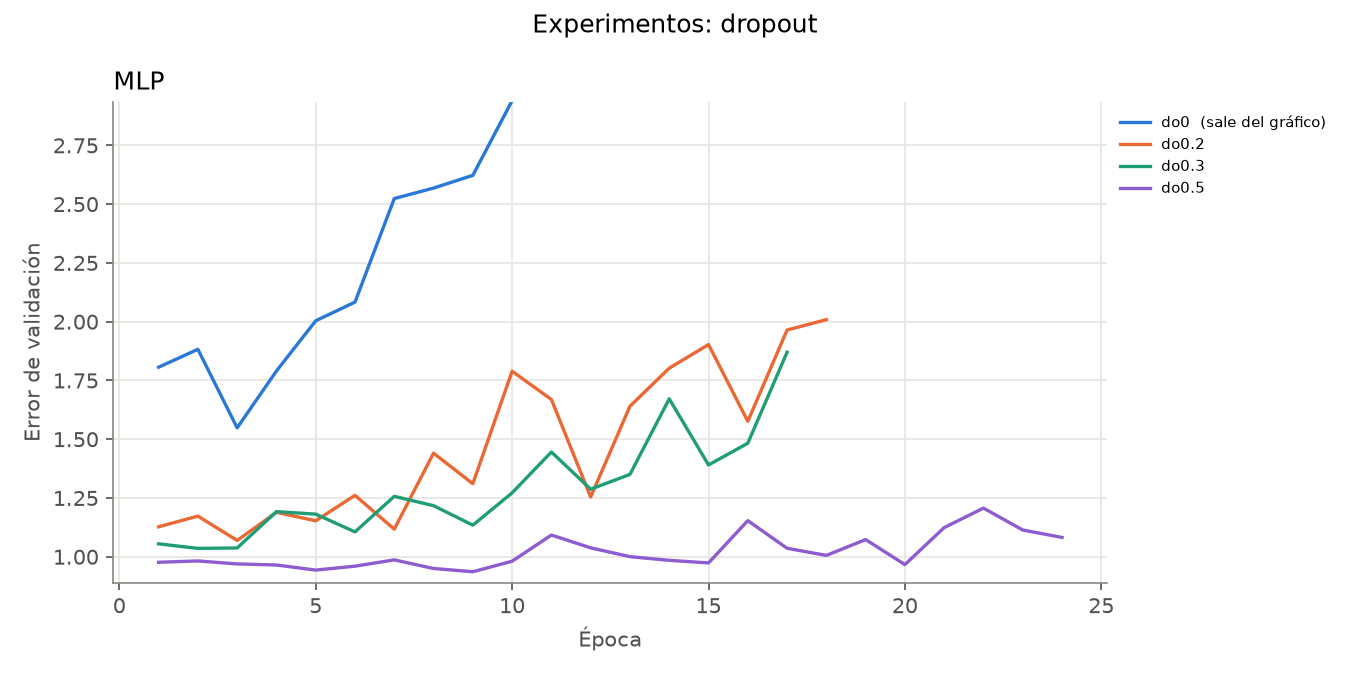 Experimentos: dropout
MLP
do0 (sale del gráfico)
do0.2
do0.3
do0.5
Error de validación
2.75
2.50
2.25
2.00
1.75
1.50
1.25
1.00
0 5 10 15 20 25
Época